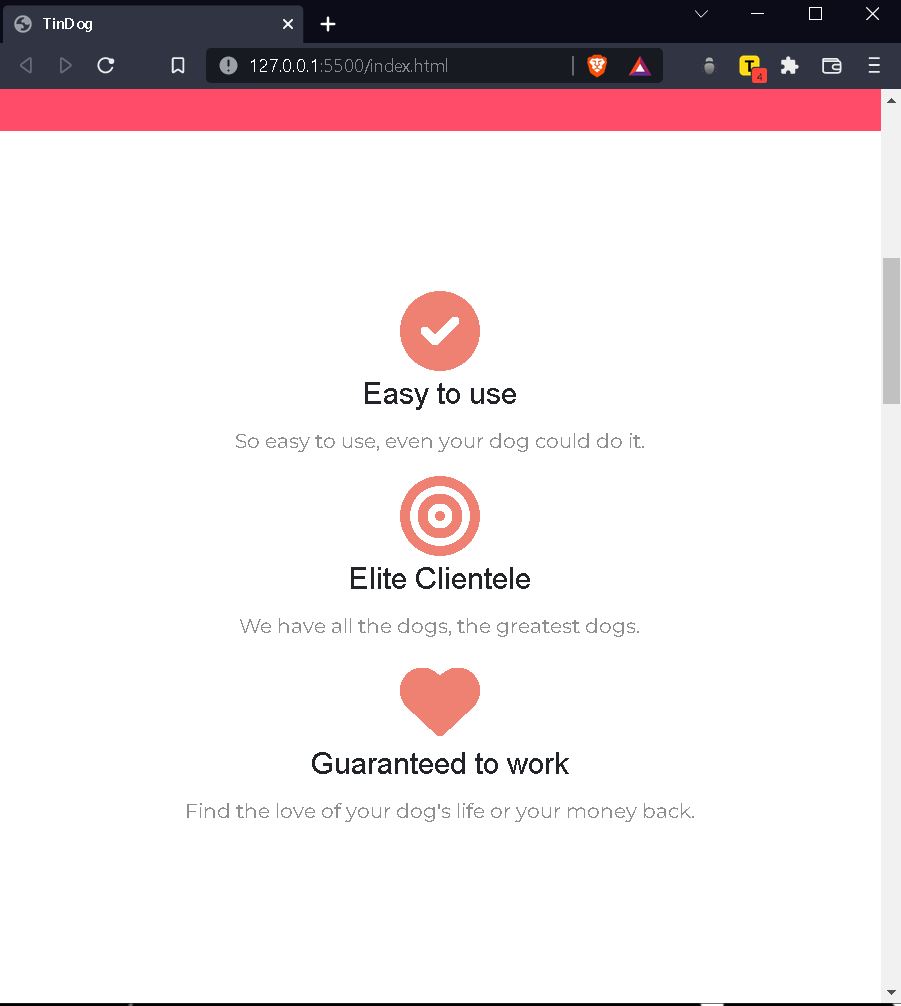 TinDog
127.0.0.1:5500/index.html
T
4
Easy to use
So easy to use, even your dog could do it.
Elite Clientele
We have all the dogs, the greatest dogs.
Guaranteed to work
Find the love of your dog's life or your money back.